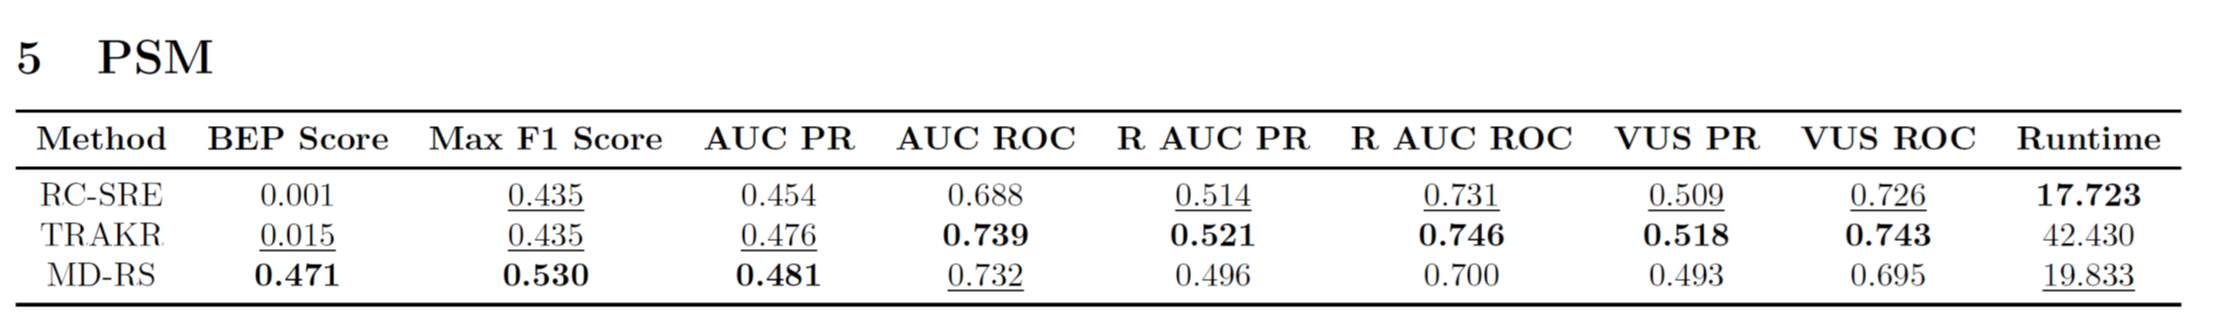 5 PSM
Method BEP Score Max F1 Score AUC PR AUC ROC R AUC PR R AUC ROC VUS PR VUS ROC Runtime
RC-SRE 0.001 0.435 0.454 0.688 0.514 0.731 0.509 0.726 17.723
TRAKR 0.015 0.435 0.476 0.739 0.521 0.746 0.518 0.743 42.430
MD-RS 0.471 0.530 0.481 0.732 0.496 0.700 0.493 0.695 19.833